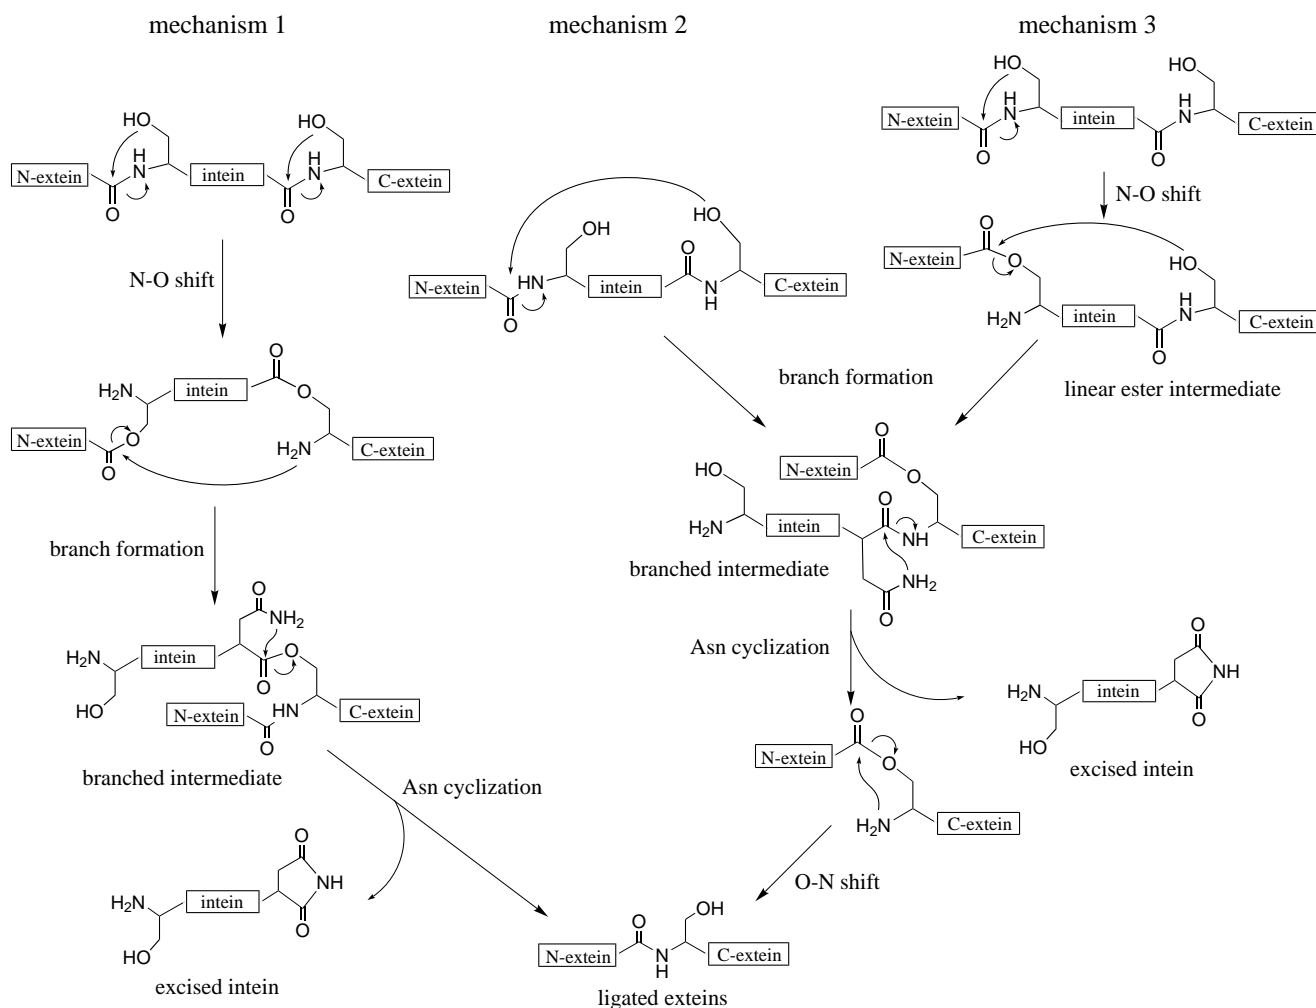 mechanism 1
mechanism 2
mechanism 3
HO
HO
N-extein
O
H
N
intein
O
H
N
C-extein
N-O shift
H2N
intein
O
O
N-extein
O
O
H2N
C-extein
branch formation
O
NH2
H2N
HO
intein
O
O
N-extein
O
HN
C-extein
branched intermediate
Asn cyclization
H2N
HO
intein
O
NH
O
excised intein
OH
HO
N-extein
O
HN
intein
O
N
H
C-extein
HO
HO
N-extein
O
H
N
intein
O
H
N
C-extein
N-O shift
O
N-extein
O
HO
H2N
intein
O
H
N
C-extein
linear ester intermediate
branch formation
N-extein
O
O
HO
H2N
intein
O
NH
C-extein
NH2
O
branched intermediate
Asn cyclization
H2N
HO
intein
O
NH
O
excised intein
O
N-extein
O
H2N
C-extein
O-N shift
OH
O
N-extein
N
H
C-extein
ligated exteins